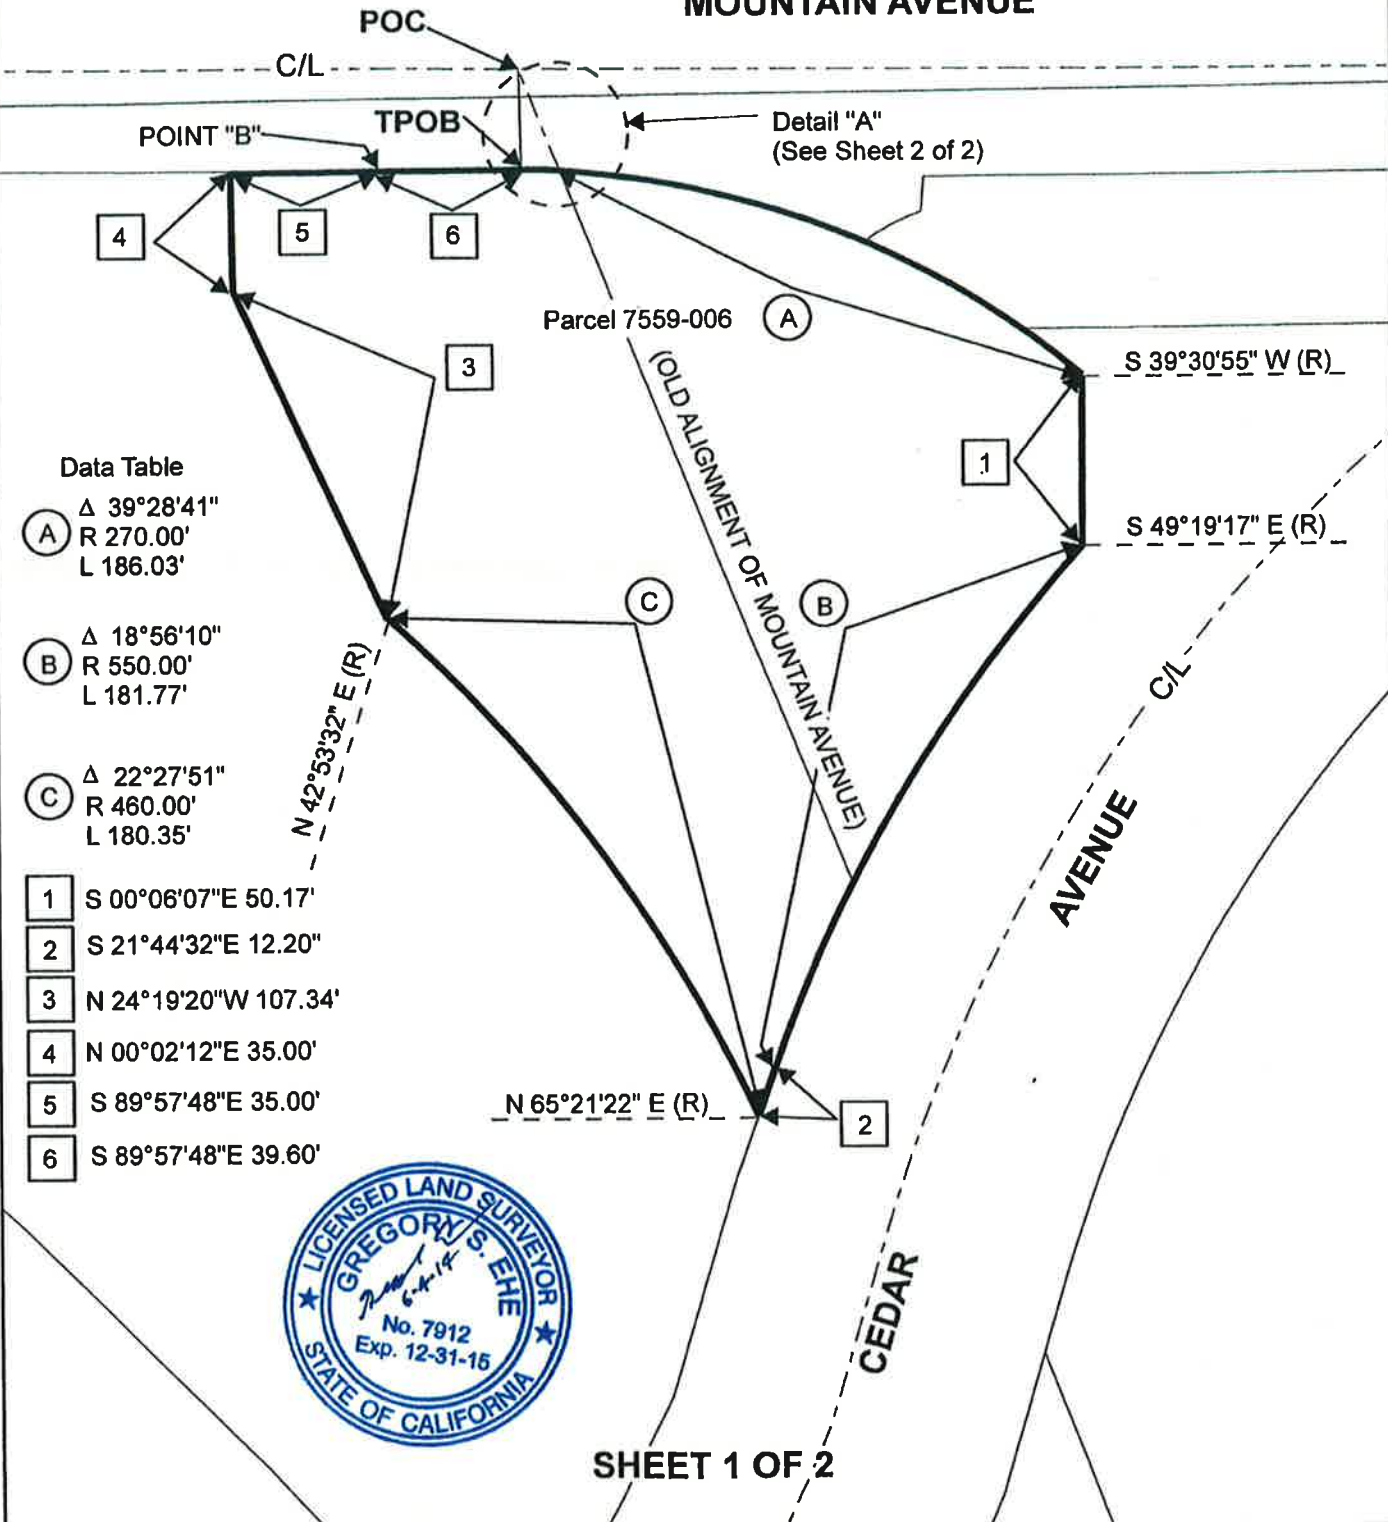 MOUNTAIN AVENUE
POC
C/L
POINT "B"
TPOB
Detail "A"
(See Sheet 2 of 2)
4
5
6
Parcel 7559-006
A
3
S 39°30'55" W (R)
(OLD ALIGNMENT OF MOUNTAIN AVENUE)
1
S 49°19'17" E (R)
Data Table
A
Δ 39°28'41"
R 270.00'
L 186.03'
C
B
B
Δ 18°56'10"
R 550.00'
L 181.77'
N 42°53'32" E (R)
C/L
C
Δ 22°27'51"
R 460.00'
L 180.35'
AVENUE
1 S 00°06'07"E 50.17'
2 S 21°44'32"E 12.20"
3 N 24°19'20"W 107.34'
4 N 00°02'12"E 35.00'
5 S 89°57'48"E 35.00'
6 S 89°57'48"E 39.60'
N 65°21'22" E (R)
2
LICENSED LAND SURVEYOR
GREGORY S. EHE
6-4-14
No. 7912
Exp. 12-31-15
STATE OF CALIFORNIA
CEDAR
SHEET 1 OF 2